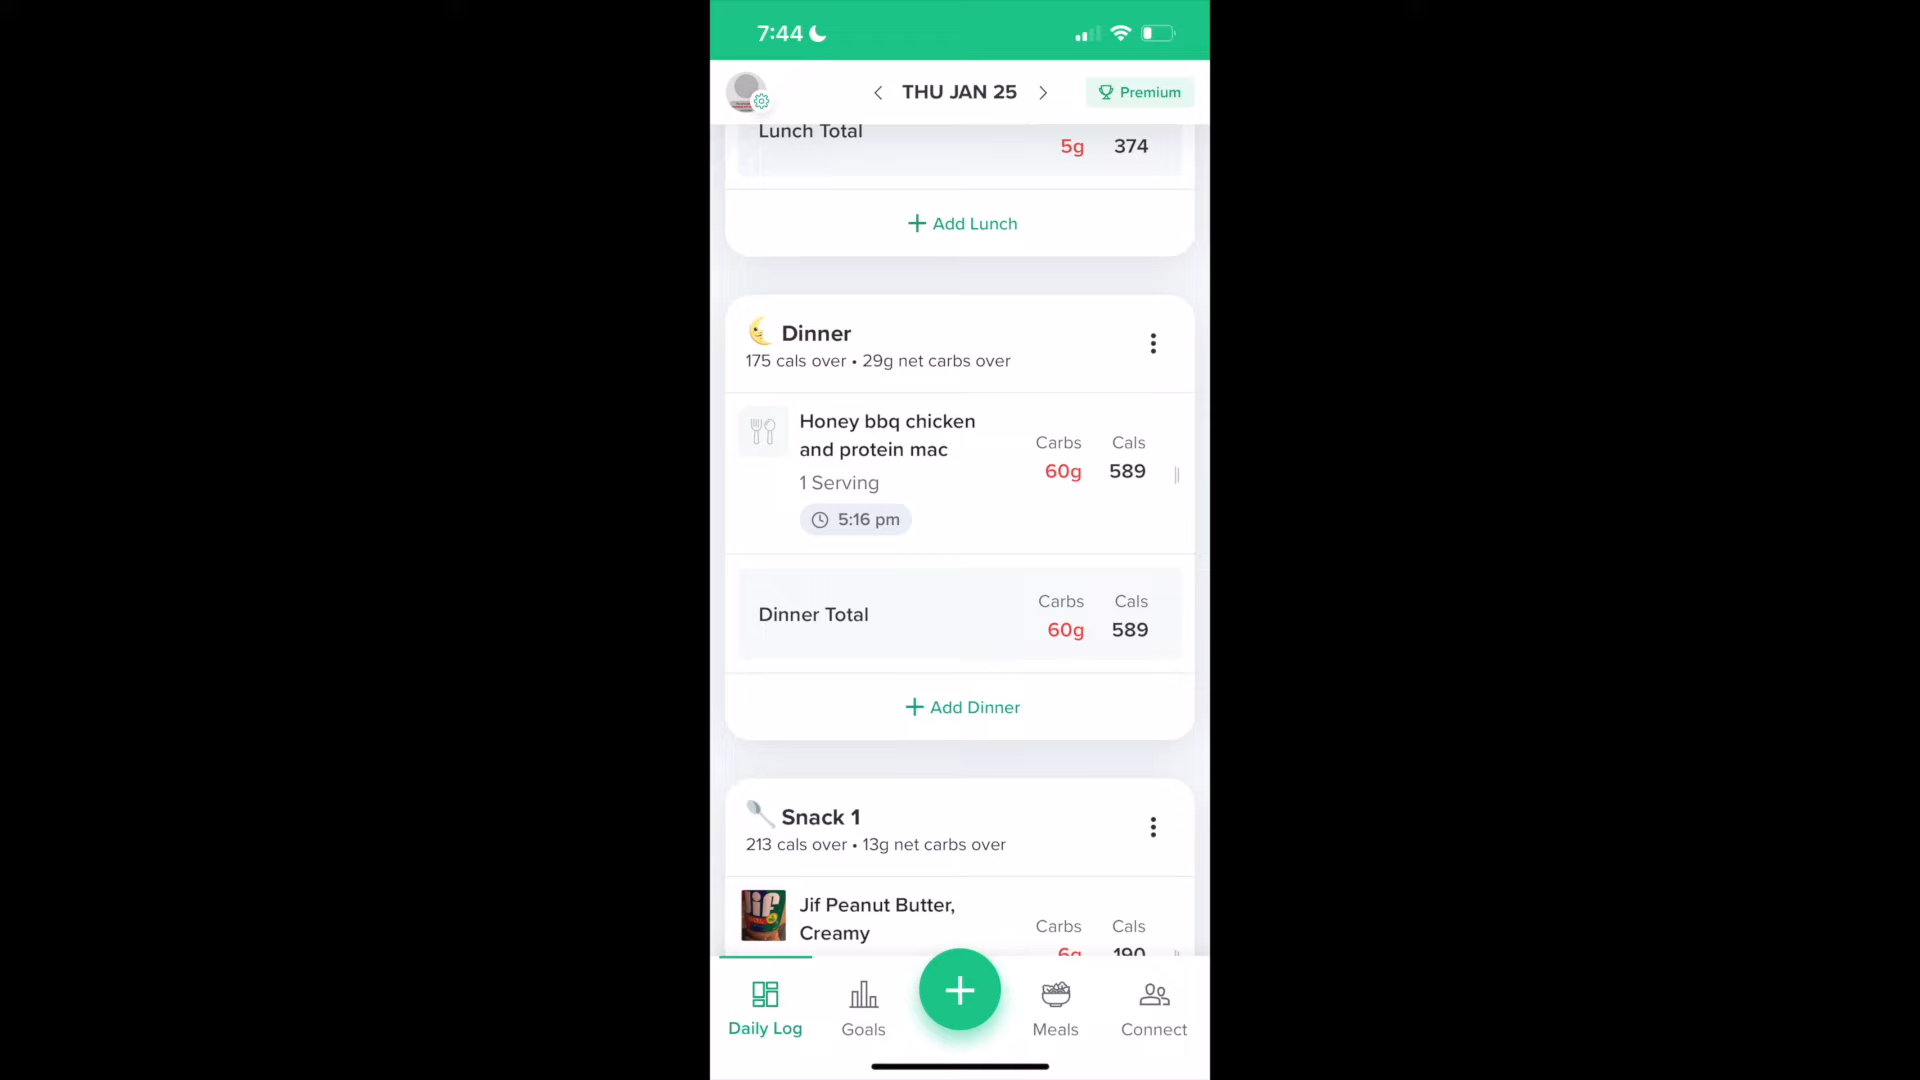 7:44
THU JAN 25
Premium
Lunch Total
5g 374
+ Add Lunch
Dinner
175 cals over • 29g net carbs over
Honey bbq chicken
and protein mac
Carbs Cals
60g 589
1 Serving
5:16 pm
Dinner Total
Carbs Cals
60g 589
+ Add Dinner
Snack 1
213 cals over • 13g net carbs over
Jif
Jif Peanut Butter,
Creamy
Carbs Cals
6g 190
Daily Log
Goals
Meals
Connect